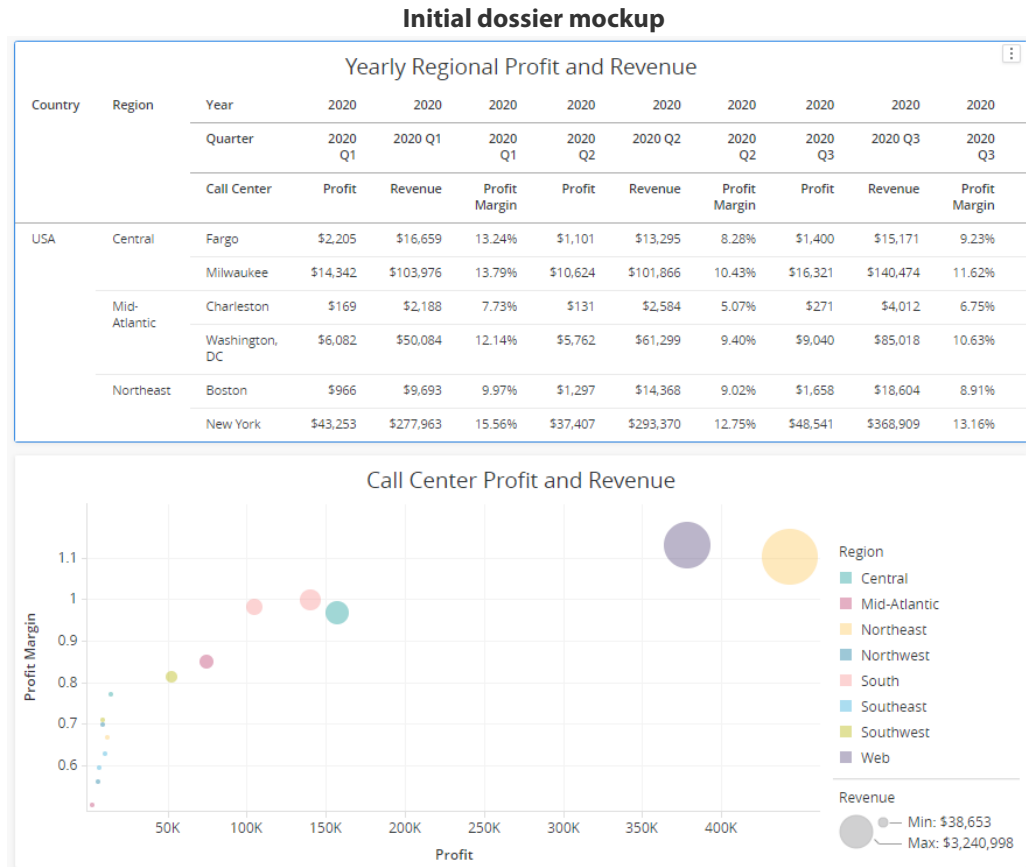 Initial dossier mockup
Yearly Regional Profit and Revenue
Country Region Year 2020 2020 2020 2020 2020 2020 2020 2020 2020
Quarter 2020 Q1 2020 Q1 2020 Q1 2020 Q2 2020 Q2 2020 Q2 2020 Q3 2020 Q3 2020 Q3
Call Center Profit Revenue Profit Margin Profit Revenue Profit Margin Profit Revenue Profit Margin
USA Central Fargo $2,205 $16,659 13.24% $1,101 $13,295 8.28% $1,400 $15,171 9.23%
Milwaukee $14,342 $103,976 13.79% $10,624 $101,866 10.43% $16,321 $140,474 11.62%
Mid-Atlantic Charleston $169 $2,188 7.73% $131 $2,584 5.07% $271 $4,012 6.75%
Washington, DC $6,082 $50,084 12.14% $5,762 $61,299 9.40% $9,040 $85,018 10.63%
Northeast Boston $966 $9,693 9.97% $1,297 $14,368 9.02% $1,658 $18,604 8.91%
New York $43,253 $277,963 15.56% $37,407 $293,370 12.75% $48,541 $368,909 13.16%
Call Center Profit and Revenue
Profit Margin
1.1
1
0.9
0.8
0.7
0.6
50K 100K 150K 200K 250K 300K 350K 400K
Profit
Region
Central
Mid-Atlantic
Northeast
Northwest
South
Southeast
Southwest
Web
Revenue
Min: $38,653
Max: $3,240,998